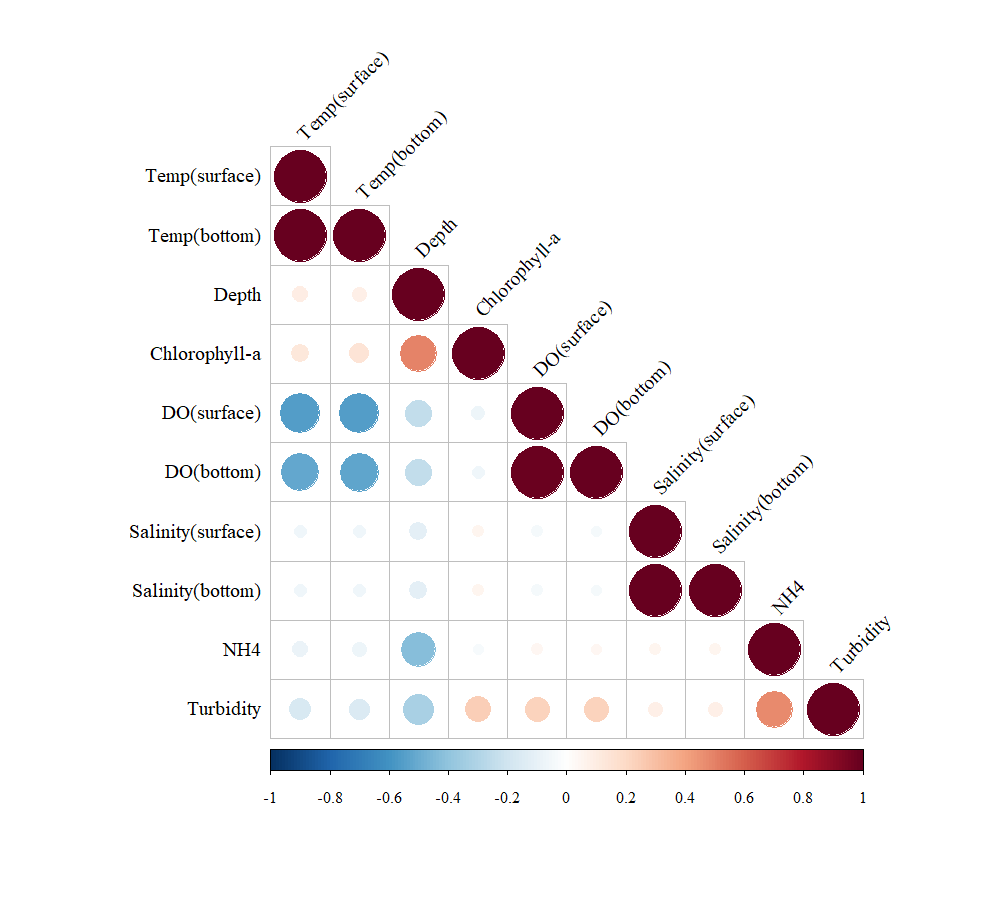 Temp(surface)
Temp(bottom)
Depth
Chlorophyll-a
DO(surface)
DO(bottom)
Salinity(surface)
Salinity(bottom)
NH4
Turbidity
Temp(surface)
Temp(bottom)
Depth
Chlorophyll-a
DO(surface)
DO(bottom)
Salinity(surface)
Salinity(bottom)
NH4
Turbidity
-1 -0.8 -0.6 -0.4 -0.2 0 0.2 0.4 0.6 0.8 1